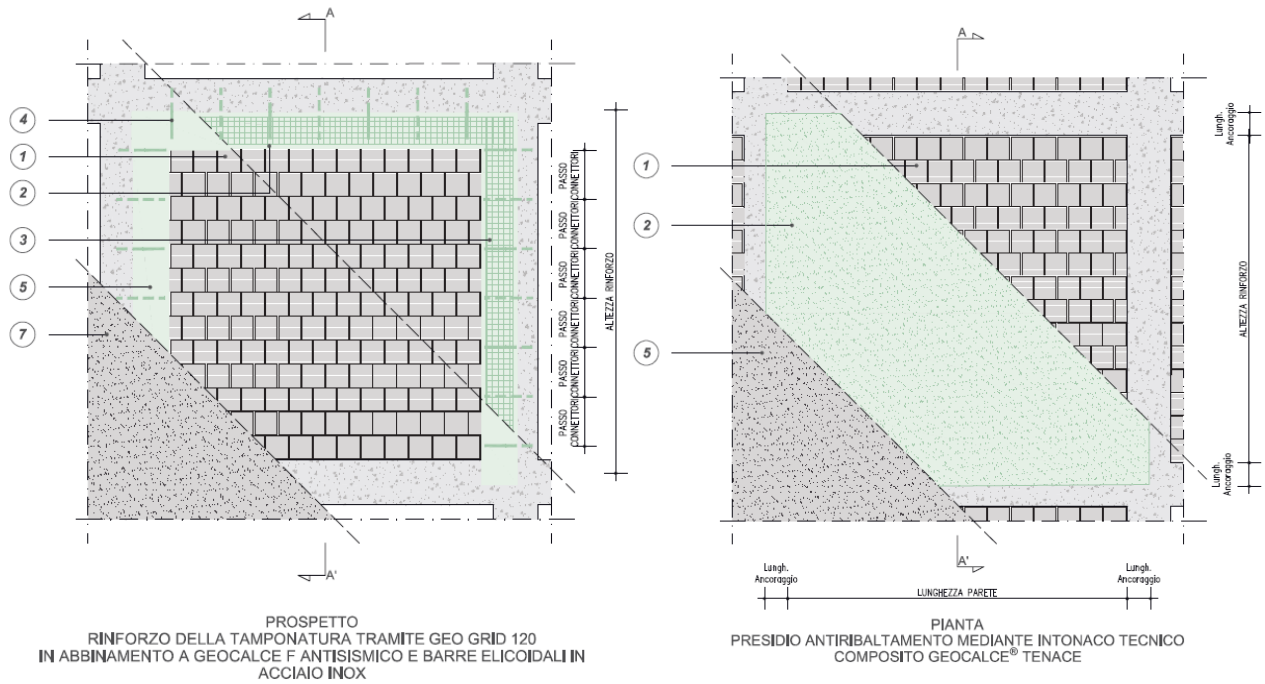 A
4
1
2
3
5
7
PASSO
CONNETTORI
PASSO
CONNETTORI
PASSO
CONNETTORI
PASSO
CONNETTORI
PASSO
CONNETTORI
PASSO
CONNETTORI
ALTEZZA RINFORZO
A'
PROSPETTO
RINFORZO DELLA TAMPONATURA TRAMITE GEO GRID 120
IN ABBINAMENTO A GEOCALCE F ANTISISMICO E BARRE ELICOIDALI IN
ACCIAIO INOX
A
1
2
5
Lungh.
Ancoraggio
ALTEZZA RINFORZO
Lungh.
Ancoraggio
A'
Lungh.
Ancoraggio
LUNGHEZZA PARETE
Lungh.
Ancoraggio
PIANTA
PRESIDIO ANTIRIBALTAMENTO MEDIANTE INTONACO TECNICO
COMPOSITO GEOCALCE® TENACE